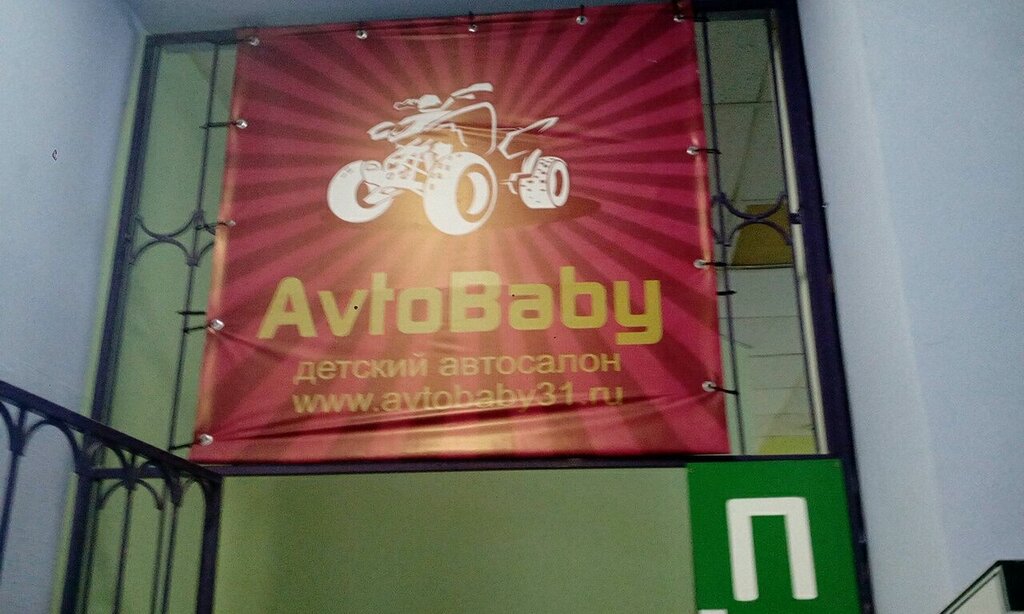 AvtoBaby
детский автосалон
www.avtobaby31.ru
П